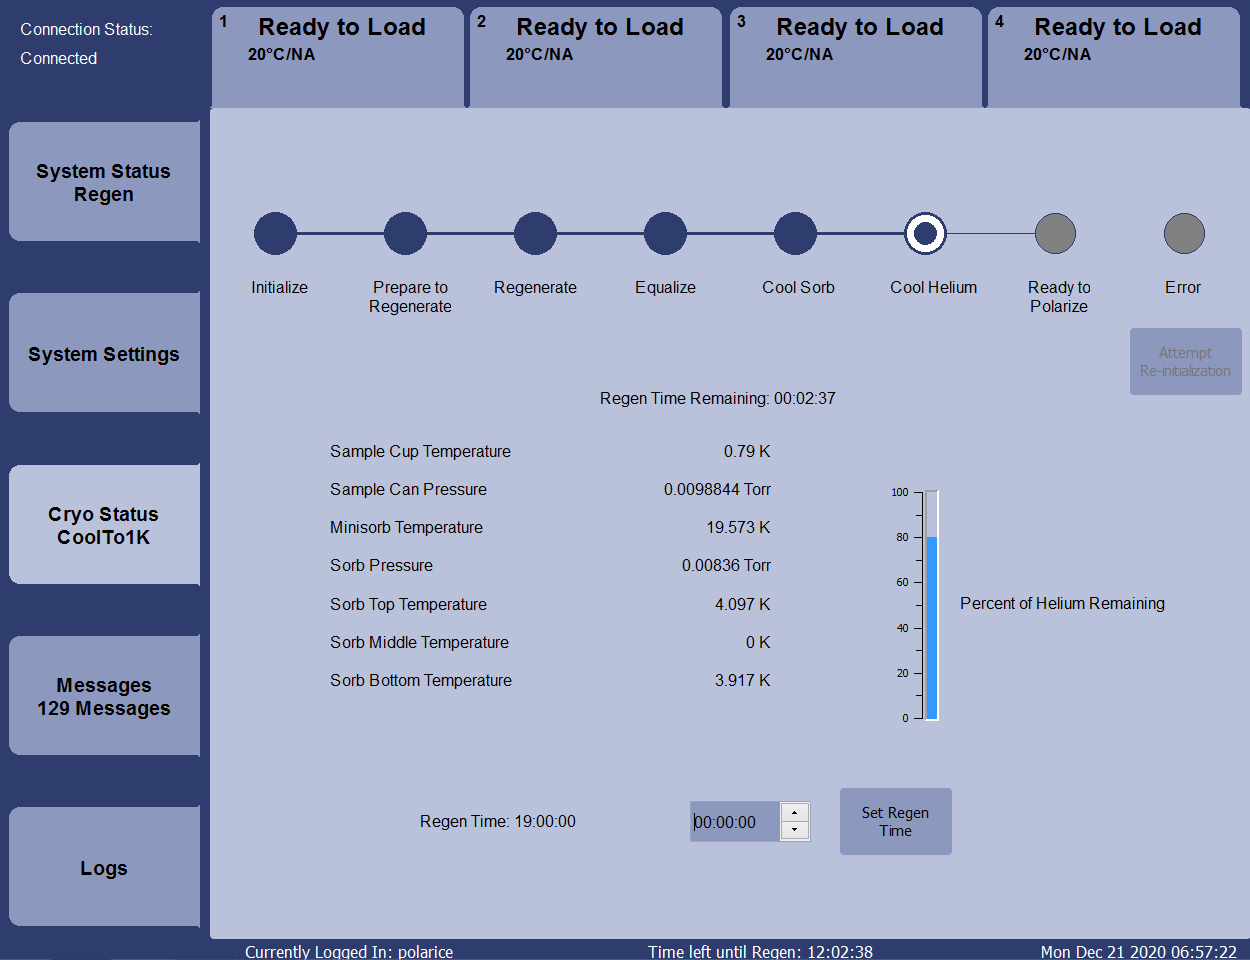 Connection Status:
Connected
1
Ready to Load
20°C/NA
2
Ready to Load
20°C/NA
3
Ready to Load
20°C/NA
4
Ready to Load
20°C/NA
System Status
Regen
System Settings
Cryo Status
CoolTo1K
Messages
129 Messages
Logs
Initialize
Prepare to
Regenerate
Regenerate
Equalize
Cool Sorb
Cool Helium
Ready to
Polarize
Error
Attempt
Re-initialization
Regen Time Remaining: 00:02:37
Sample Cup Temperature 0.79 K
Sample Can Pressure 0.0098844 Torr
Minisorb Temperature 19.573 K
Sorb Pressure 0.00836 Torr
Sorb Top Temperature 4.097 K
Sorb Middle Temperature 0 K
Sorb Bottom Temperature 3.917 K
100
80
60
40
20
0
Percent of Helium Remaining
Regen Time: 19:00:00
00:00:00
Set Regen
Time
Currently Logged In: polarice
Time left until Regen: 12:02:38
Mon Dec 21 2020 06:57:22